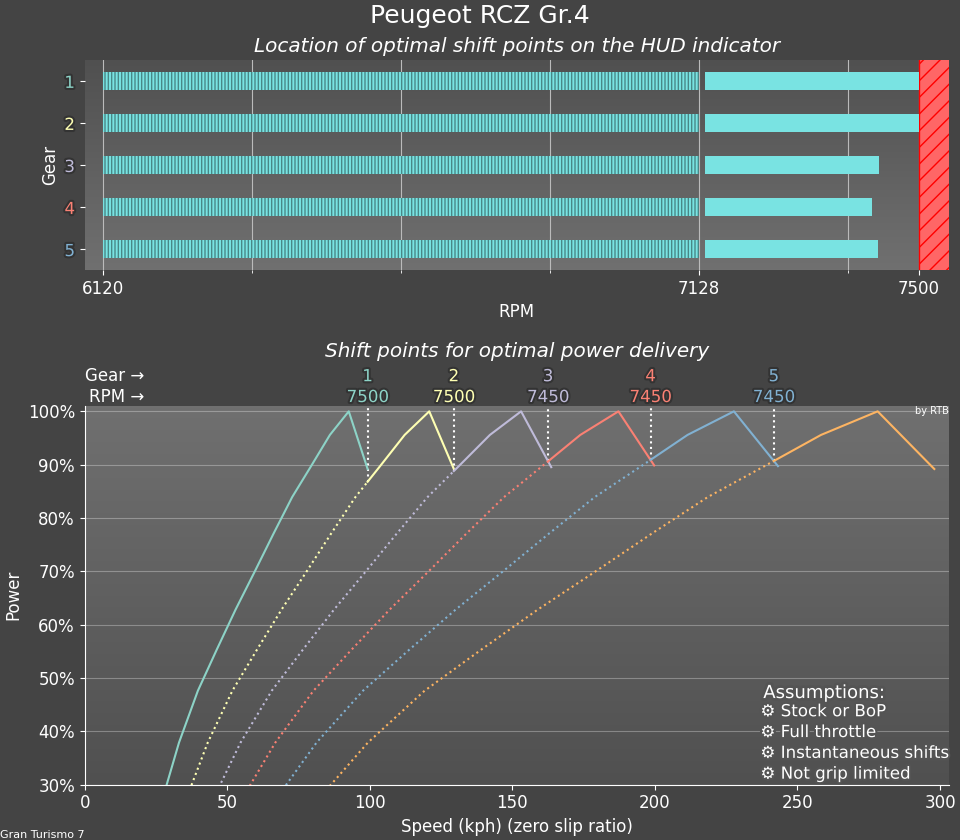 Peugeot RCZ Gr.4
Location of optimal shift points on the HUD indicator
Gear
1
2
3
4
5
6120 7128 7500
RPM
Shift points for optimal power delivery
Gear → 1 2 3 4 5
RPM → 7500 7500 7450 7450 7450
by RTB
Power
100%
90%
80%
70%
60%
50%
40%
30%
Assumptions:
⚙ Stock or BoP
⚙ Full throttle
⚙ Instantaneous shifts
⚙ Not grip limited
0 50 100 150 200 250 300
Speed (kph) (zero slip ratio)
Gran Turismo 7